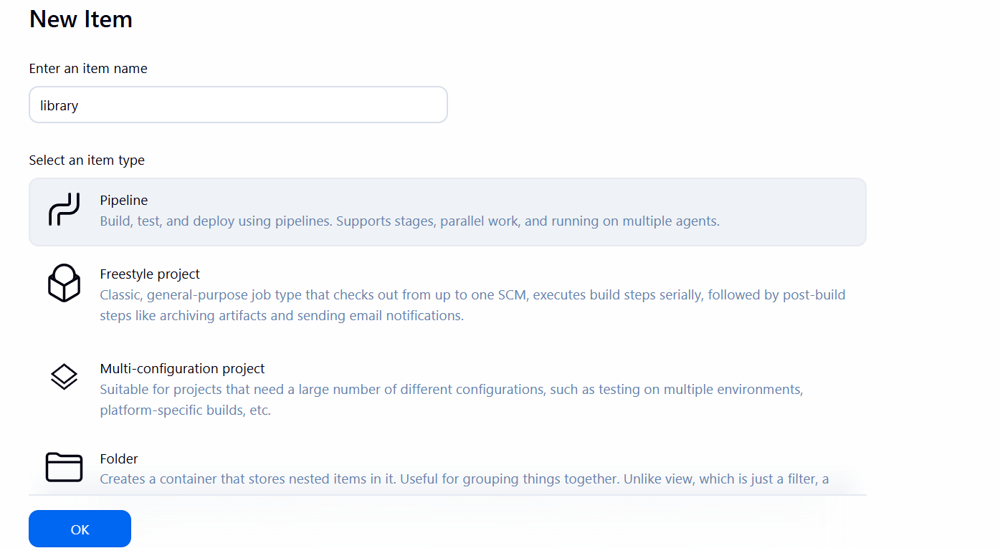 New Item
Enter an item name
library
Select an item type
Pipeline
Build, test, and deploy using pipelines. Supports stages, parallel work, and running on multiple agents.
Freestyle project
Classic, general-purpose job type that checks out from up to one SCM, executes build steps serially, followed by post-build
steps like archiving artifacts and sending email notifications.
Multi-configuration project
Suitable for projects that need a large number of different configurations, such as testing on multiple environments,
platform-specific builds, etc.
Folder
Creates a container that stores nested items in it. Useful for grouping things together. Unlike view, which is just a filter, a
OK